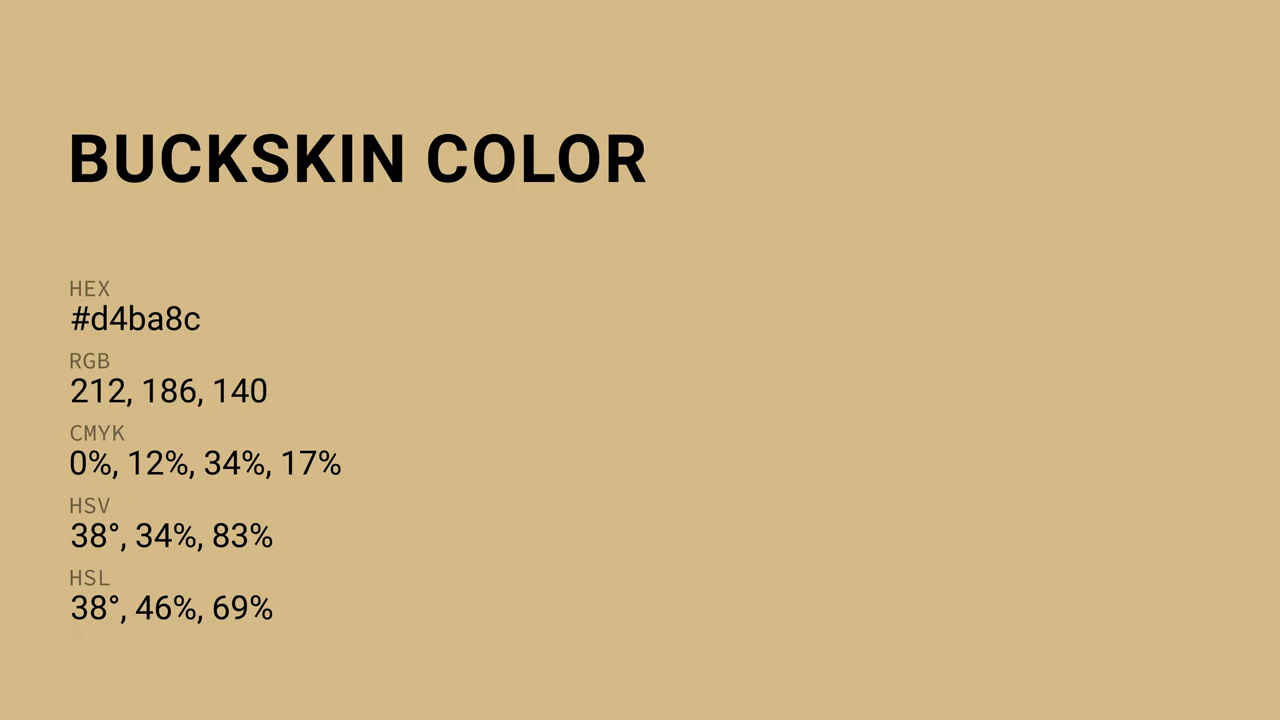 BUCKSKIN COLOR
HEX
#d4ba8c
RGB
212, 186, 140
CMYK
0%, 12%, 34%, 17%
HSV
38°, 34%, 83%
HSL
38°, 46%, 69%